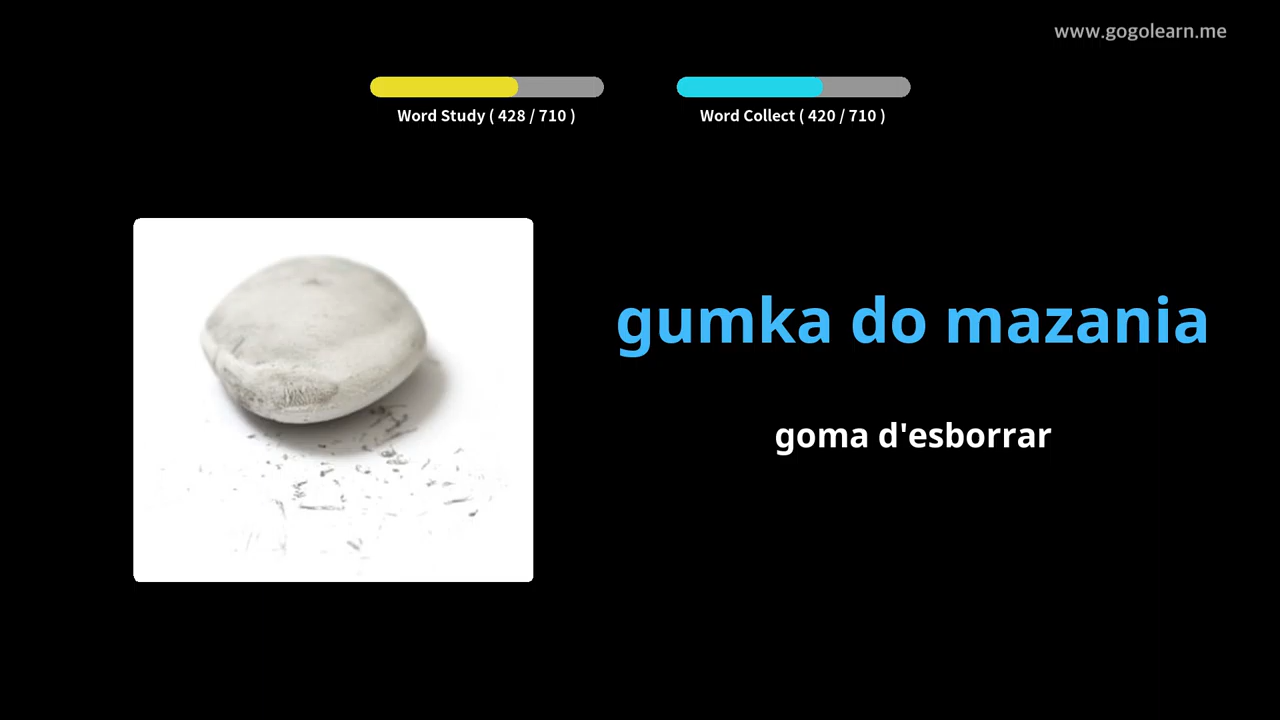 www.gogolearn.me
Word Study ( 428 / 710 )
Word Collect ( 420 / 710 )
gumka do mazania
goma d'esborrar